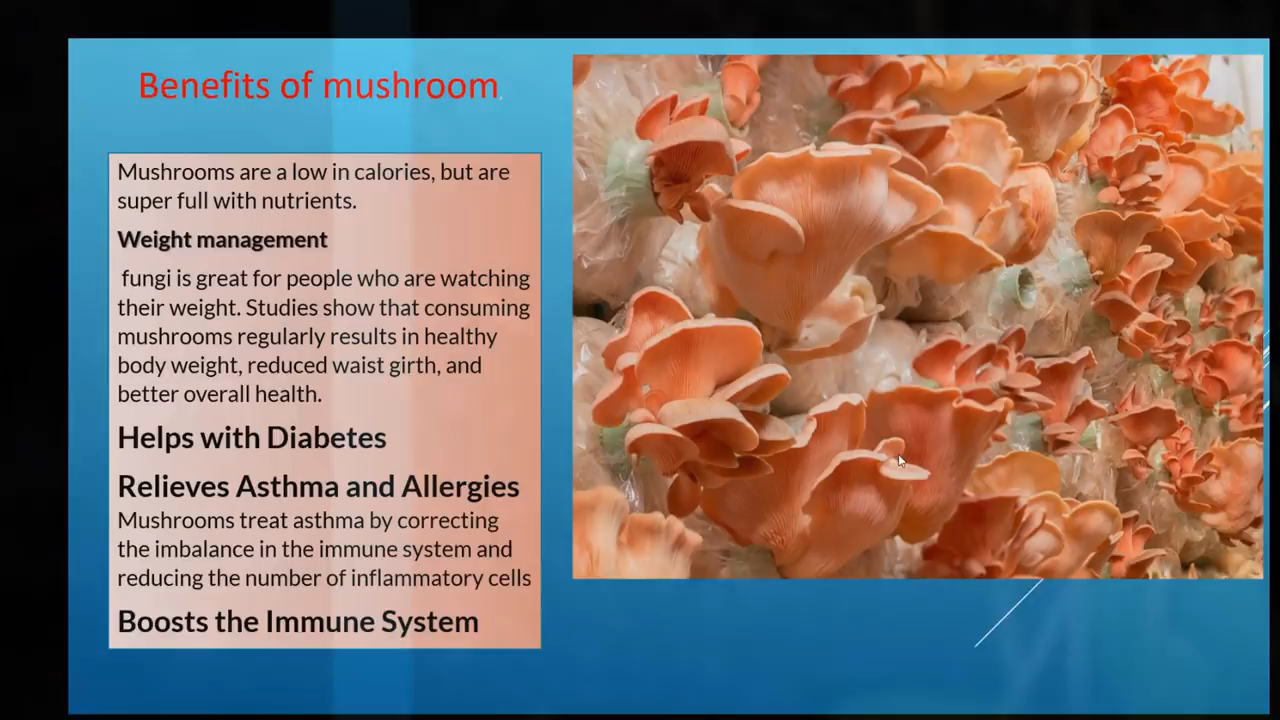 Benefits of mushroom
Mushrooms are a low in calories, but are
super full with nutrients.
Weight management
fungi is great for people who are watching
their weight. Studies show that consuming
mushrooms regularly results in healthy
body weight, reduced waist girth, and
better overall health.
Helps with Diabetes
Relieves Asthma and Allergies
Mushrooms treat asthma by correcting
the imbalance in the immune system and
reducing the number of inflammatory cells
Boosts the Immune System